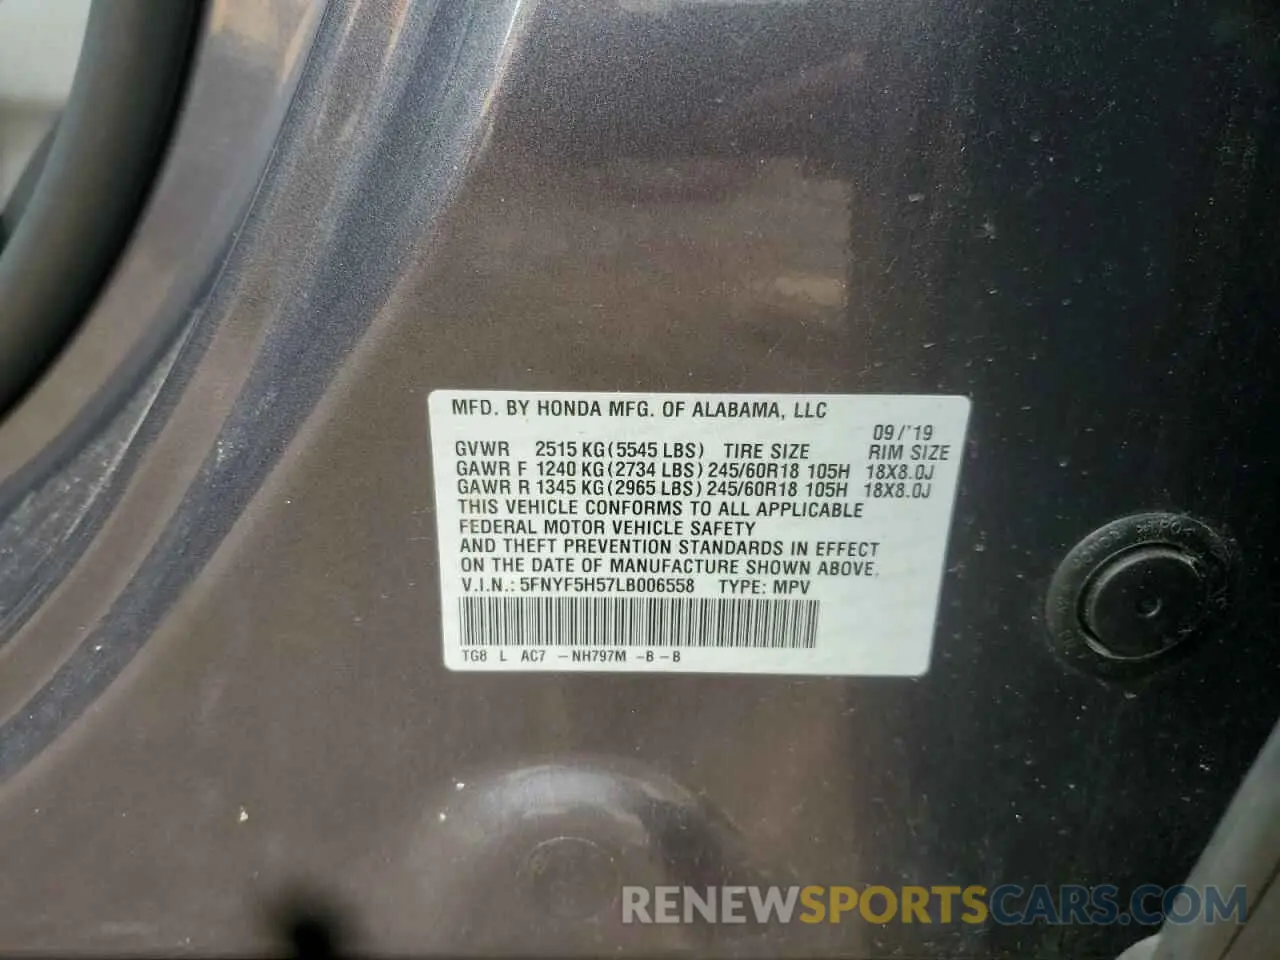 MFD. BY HONDA MFG. OF ALABAMA, LLC
09/'19
GVWR 2515 KG (5545 LBS) TIRE SIZE RIM SIZE
GAWR F 1240 KG (2734 LBS) 245/60R18 105H 18X8.0J
GAWR R 1345 KG (2965 LBS) 245/60R18 105H 18X8.0J
THIS VEHICLE CONFORMS TO ALL APPLICABLE
FEDERAL MOTOR VEHICLE SAFETY
AND THEFT PREVENTION STANDARDS IN EFFECT
ON THE DATE OF MANUFACTURE SHOWN ABOVE.
V.I.N.: 5FNYF5H57LB006558 TYPE: MPV
TG8 L AC7 -NH797M -B -B
RENEWSPORTSCARS.COM